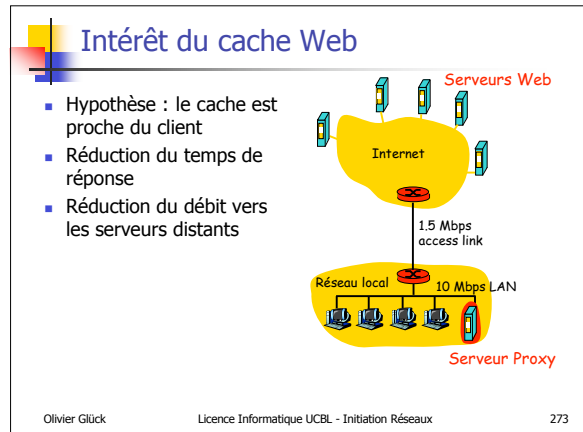 Intérêt du cache Web
Hypothèse : le cache est
proche du client
Réduction du temps de
réponse
Réduction du débit vers
les serveurs distants
Serveurs Web
Internet
1.5 Mbps
access link
Réseau local
10 Mbps LAN
Serveur Proxy
Olivier Glück
Licence Informatique UCBL - Initiation Réseaux
273